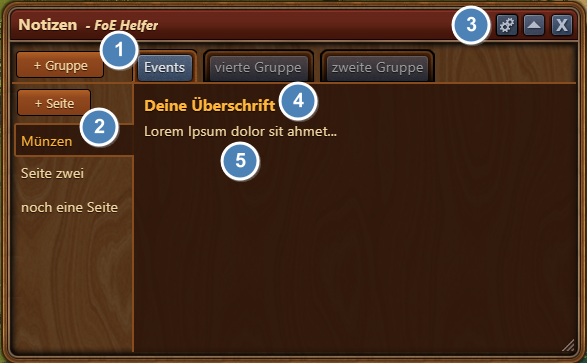 Notizen - FoE Helfer
3
X
1
+ Gruppe
Events
vierte Gruppe
zweite Gruppe
+ Seite
2
Münzen
Seite zwei
noch eine Seite
Deine Überschrift
4
Lorem Ipsum dolor sit ahmet...
5